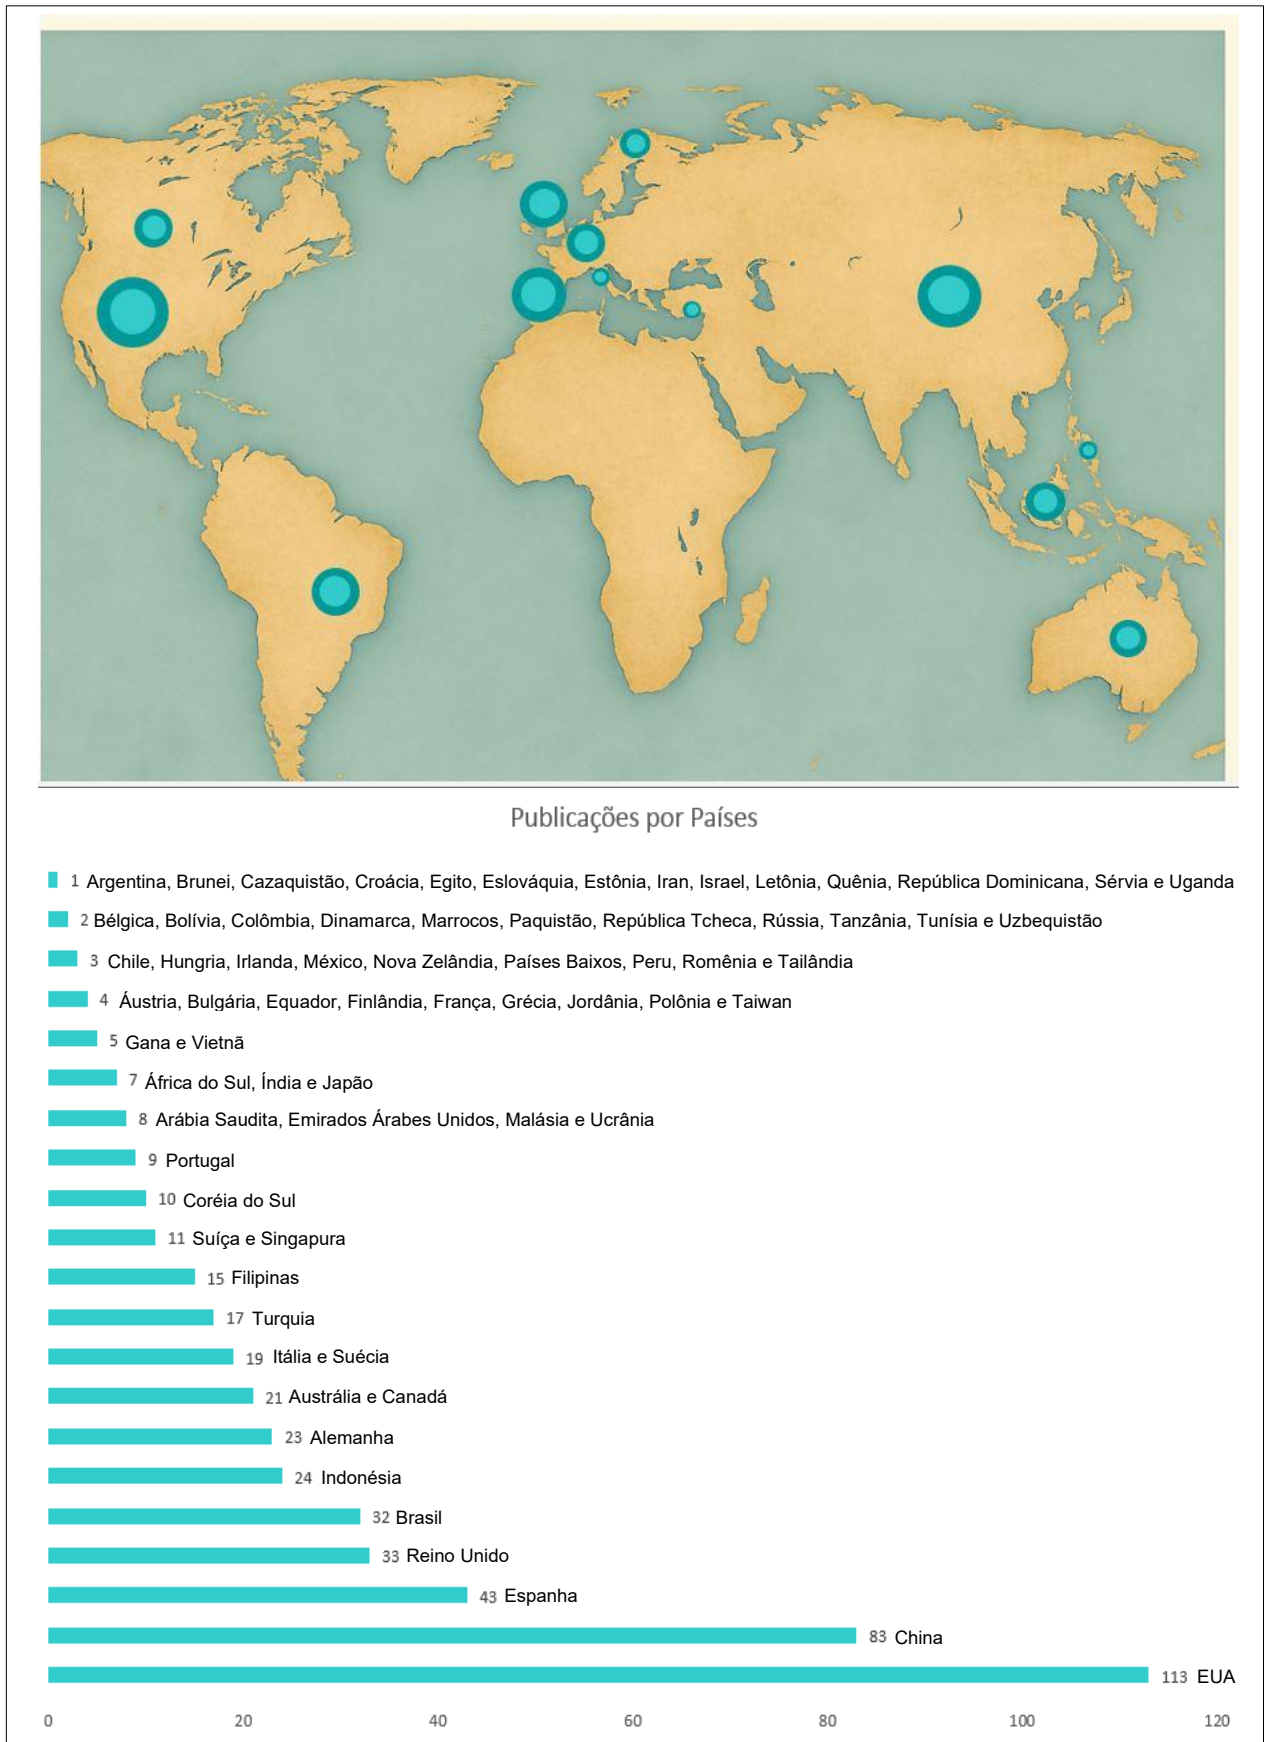 Publicações por Países
1 Argentina, Brunei, Cazaquistão, Croácia, Egito, Eslováquia, Estônia, Iran, Israel, Letônia, Quênia, República Dominicana, Sérvia e Uganda
2 Bélgica, Bolívia, Colômbia, Dinamarca, Marrocos, Paquistão, República Tcheca, Rússia, Tanzânia, Tunísia e Uzbequistão
3 Chile, Hungria, Irlanda, México, Nova Zelândia, Países Baixos, Peru, Romênia e Tailândia
4 Áustria, Bulgária, Equador, Finlândia, França, Grécia, Jordânia, Polônia e Taiwan
5 Gana e Vietnã
7 África do Sul, Índia e Japão
8 Arábia Saudita, Emirados Árabes Unidos, Malásia e Ucrânia
9 Portugal
10 Coréia do Sul
11 Suíça e Singapura
15 Filipinas
17 Turquia
19 Itália e Suécia
21 Austrália e Canadá
23 Alemanha
24 Indonésia
32 Brasil
33 Reino Unido
43 Espanha
83 China
113 EUA
0 20 40 60 80 100 120